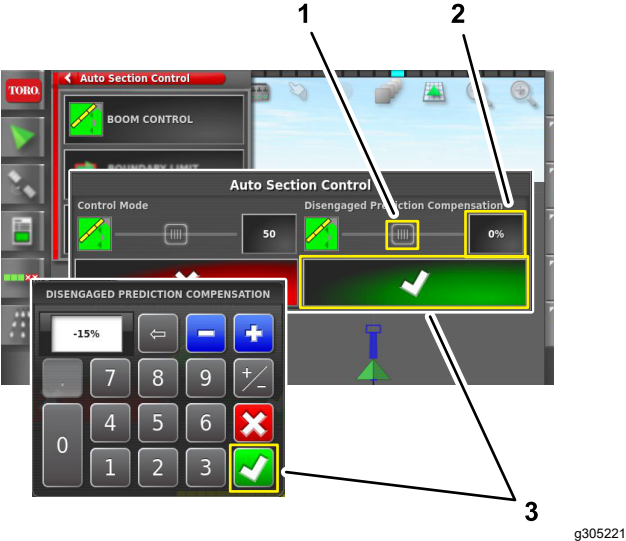 1
2
TORO.
Auto Section Control
BOOM CONTROL
BOUNDARY LIMIT
Auto Section Control
Control Mode
Disengaged Prediction Compensation
50
0%
DISENGAGED PREDICTION COMPENSATION
-15%
.
7
8
9
+/−
0
4
5
6
1
2
3
3
g305221